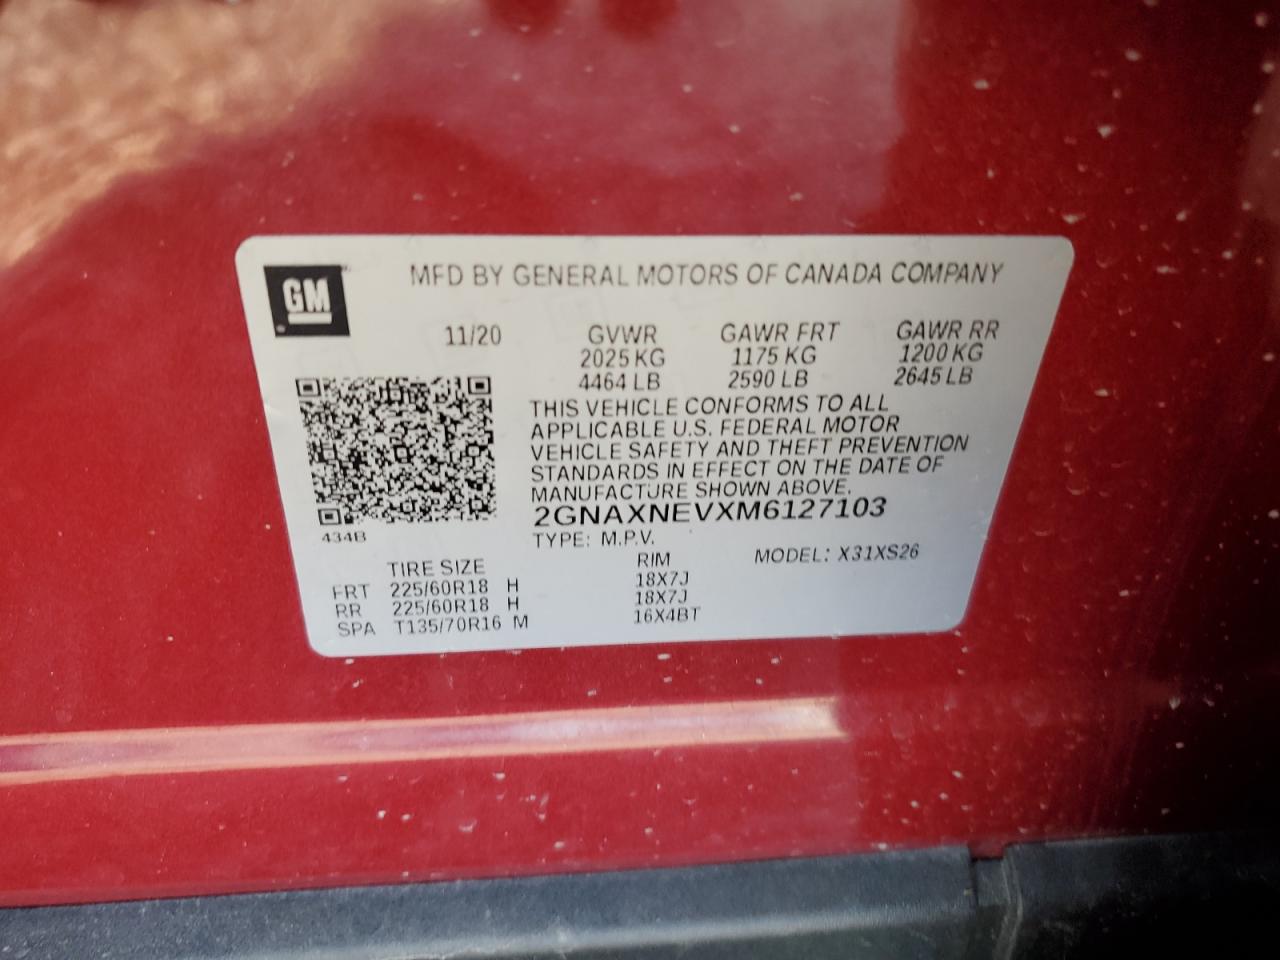 GM
MFD BY GENERAL MOTORS OF CANADA COMPANY
11/20 GVWR GAWR FRT GAWR RR
2025 KG 1175 KG 1200 KG
4464 LB 2590 LB 2645 LB
THIS VEHICLE CONFORMS TO ALL
APPLICABLE U.S. FEDERAL MOTOR
VEHICLE SAFETY AND THEFT PREVENTION
STANDARDS IN EFFECT ON THE DATE OF
MANUFACTURE SHOWN ABOVE.
2GNAXNEVXM6127103
434B
TYPE: M.P.V. MODEL: X31XS26
TIRE SIZE RIM
FRT 225/60R18 H 18X7J
RR 225/60R18 H 18X7J
SPA T135/70R16 M 16X4BT